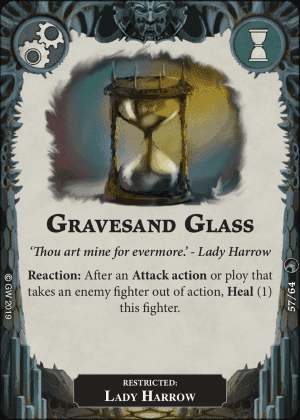 Gravesand Glass
'Thou art mine for evermore.' - Lady Harrow
Reaction: After an Attack action or ploy that
takes an enemy fighter out of action, Heal (1)
this fighter.
© GW 2019
57/64
RESTRICTED:
Lady Harrow